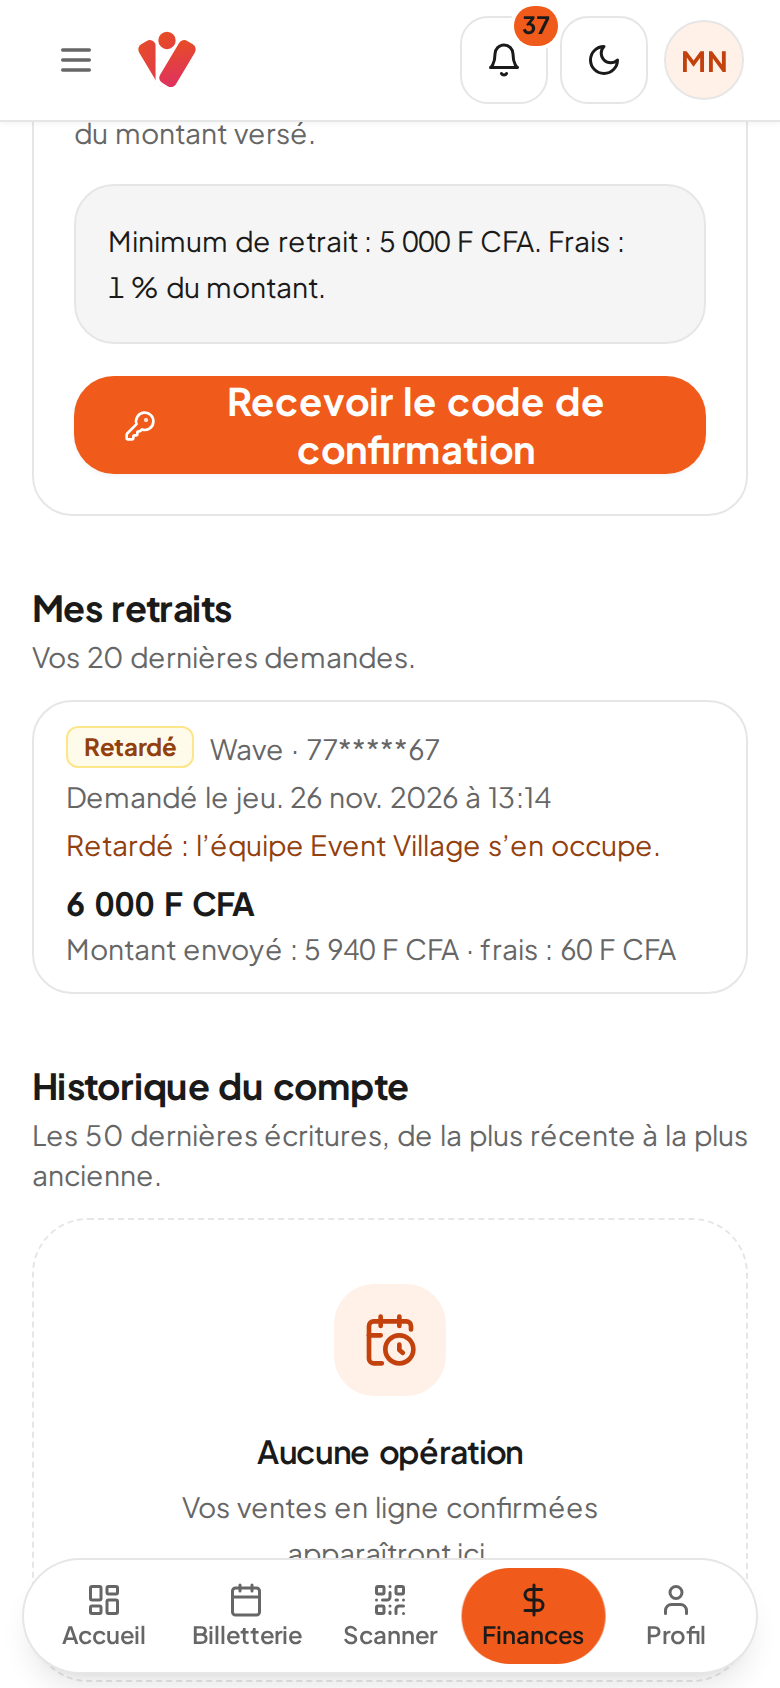 37
MN
du montant versé.
Minimum de retrait : 5 000 F CFA. Frais :
1 % du montant.
Recevoir le code de
confirmation
Mes retraits
Vos 20 dernières demandes.
Retardé Wave · 77*****67
Demandé le jeu. 26 nov. 2026 à 13:14
Retardé : l’équipe Event Village s’en occupe.
6 000 F CFA
Montant envoyé : 5 940 F CFA · frais : 60 F CFA
Historique du compte
Les 50 dernières écritures, de la plus récente à la plus
ancienne.
Aucune opération
Vos ventes en ligne confirmées
apparaîtront ici
Accueil Billetterie Scanner Finances Profil